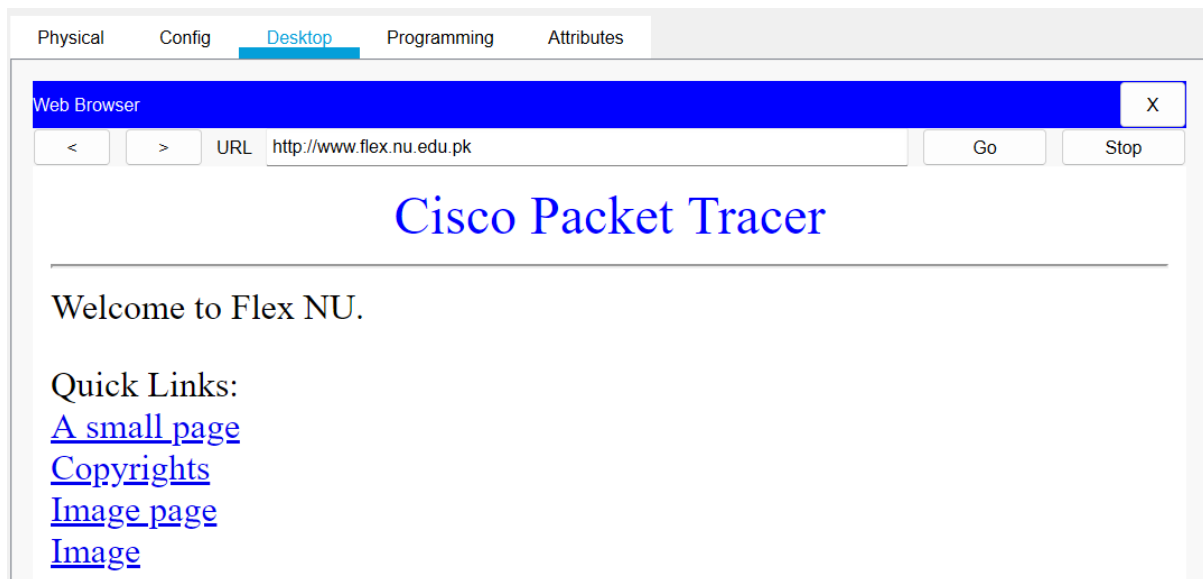 Physical Config Desktop Programming Attributes
Web Browser X
< > URL http://www.flex.nu.edu.pk Go Stop
Cisco Packet Tracer
Welcome to Flex NU.
Quick Links:
A small page
Copyrights
Image page
Image